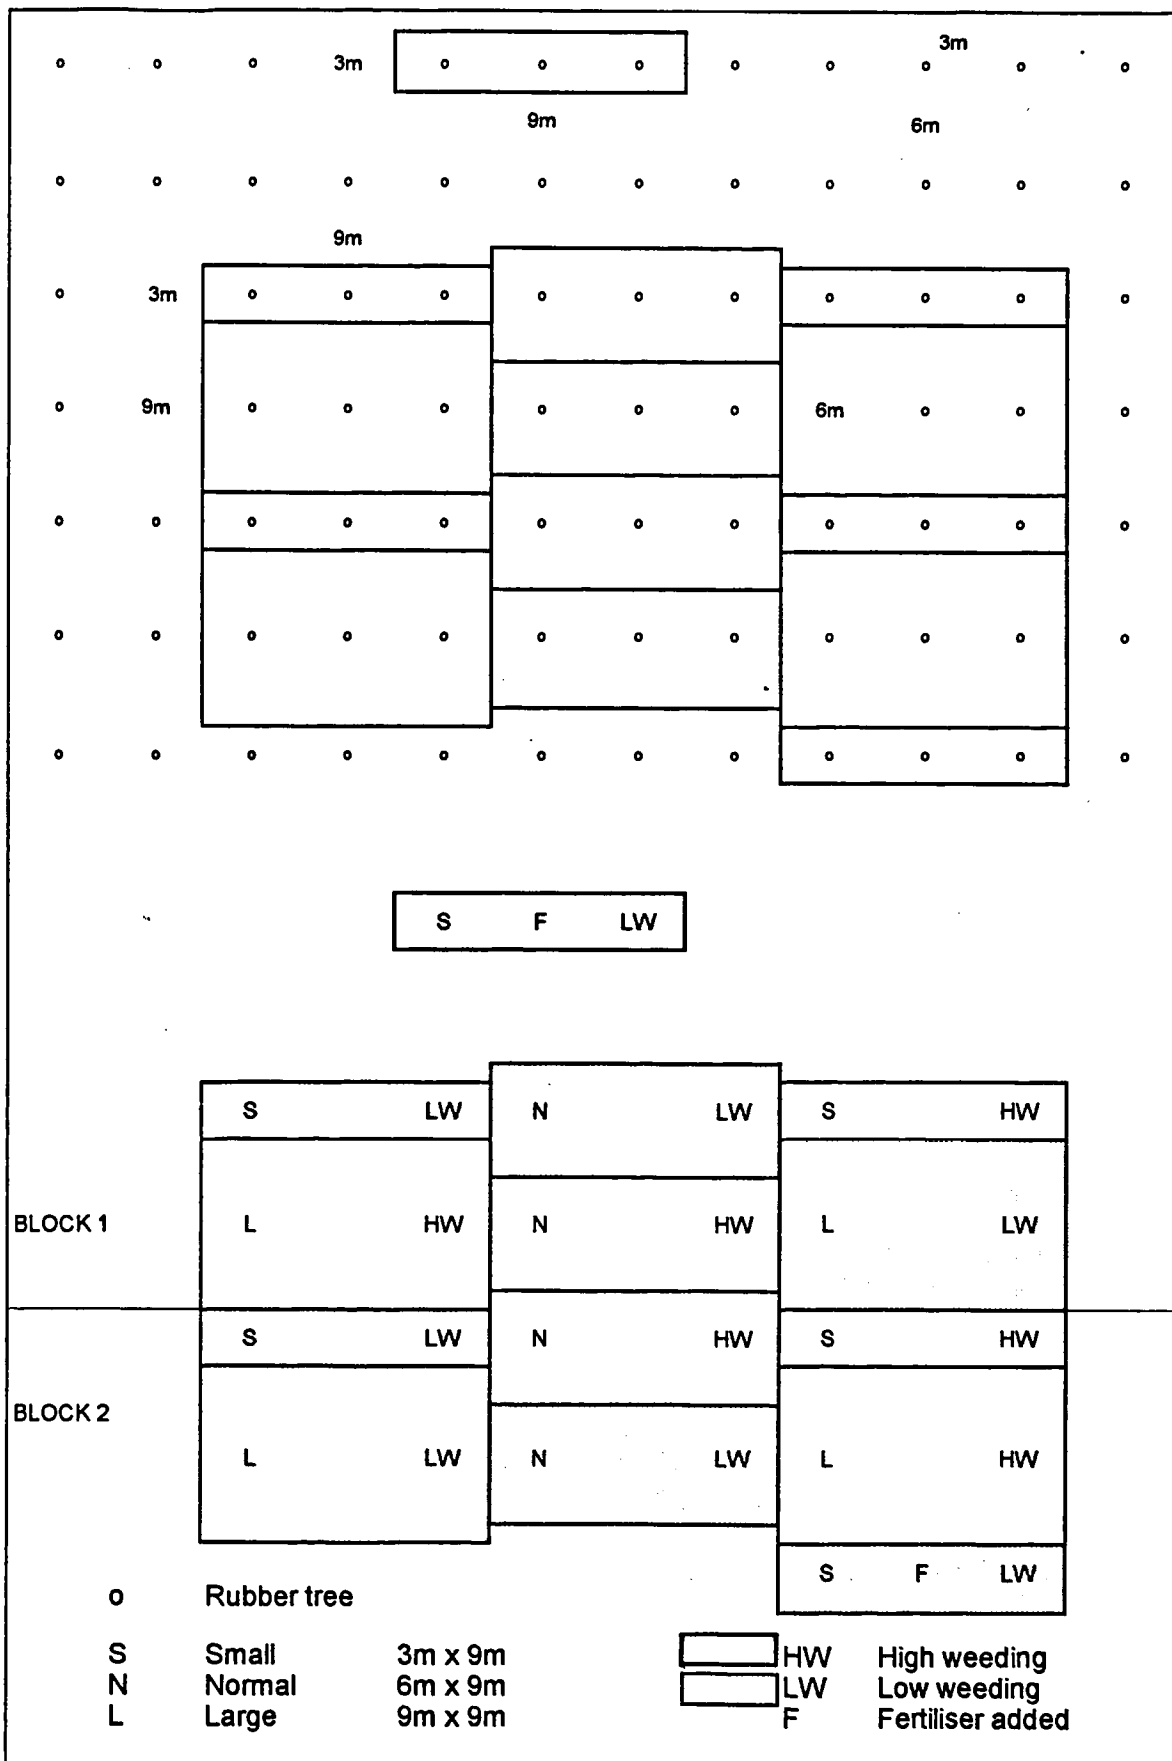 3m 3m
9m 6m
9m
3m
9m 6m
S F LW
S LW N LW S HW
BLOCK 1 L HW N HW L LW
S LW N HW S HW
BLOCK 2
L LW N LW L HW
S F LW
o Rubber tree
S Small 3m x 9m HW High weeding
N Normal 6m x 9m LW Low weeding
L Large 9m x 9m F Fertiliser added